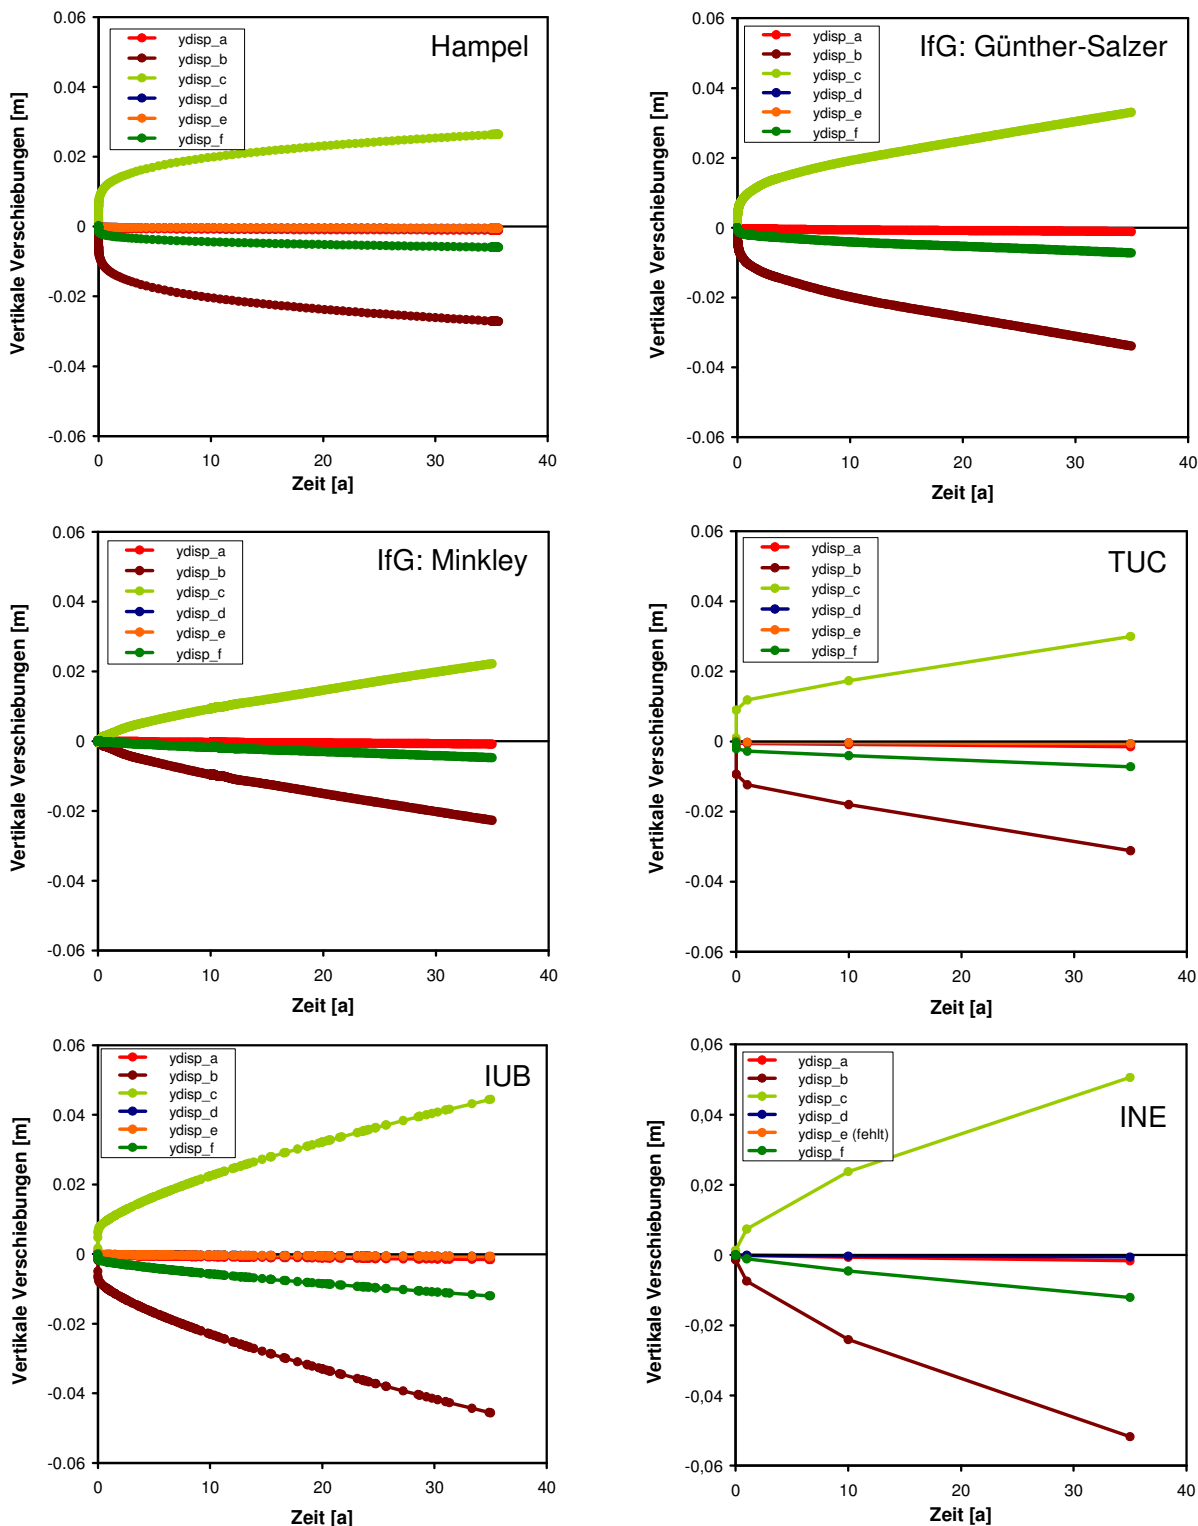 Hampel
ydisp_a
ydisp_b
ydisp_c
ydisp_d
ydisp_e
ydisp_f
0.06
0.04
0.02
0
-0.02
-0.04
-0.06
Vertikale Verschiebungen [m]
0 10 20 30 40
Zeit [a]
IfG: Günther-Salzer
ydisp_a
ydisp_b
ydisp_c
ydisp_d
ydisp_e
ydisp_f
0.06
0.04
0.02
0
-0.02
-0.04
-0.06
Vertikale Verschiebungen [m]
0 10 20 30 40
Zeit [a]
IfG: Minkley
ydisp_a
ydisp_b
ydisp_c
ydisp_d
ydisp_e
ydisp_f
0.06
0.04
0.02
0
-0.02
-0.04
-0.06
Vertikale Verschiebungen [m]
0 10 20 30 40
Zeit [a]
TUC
ydisp_a
ydisp_b
ydisp_c
ydisp_d
ydisp_e
ydisp_f
0.06
0.04
0.02
0
-0.02
-0.04
-0.06
Vertikale Verschiebungen [m]
0 10 20 30 40
Zeit [a]
IUB
ydisp_a
ydisp_b
ydisp_c
ydisp_d
ydisp_e
ydisp_f
0.06
0.04
0.02
0
-0.02
-0.04
-0.06
Vertikale Verschiebungen [m]
0 10 20 30 40
Zeit [a]
INE
ydisp_a
ydisp_b
ydisp_c
ydisp_d
ydisp_e (fehlt)
ydisp_f
0,06
0,04
0,02
0
-0,02
-0,04
-0,06
Vertikale Verschiebungen [m]
0 10 20 30 40
Zeit [a]